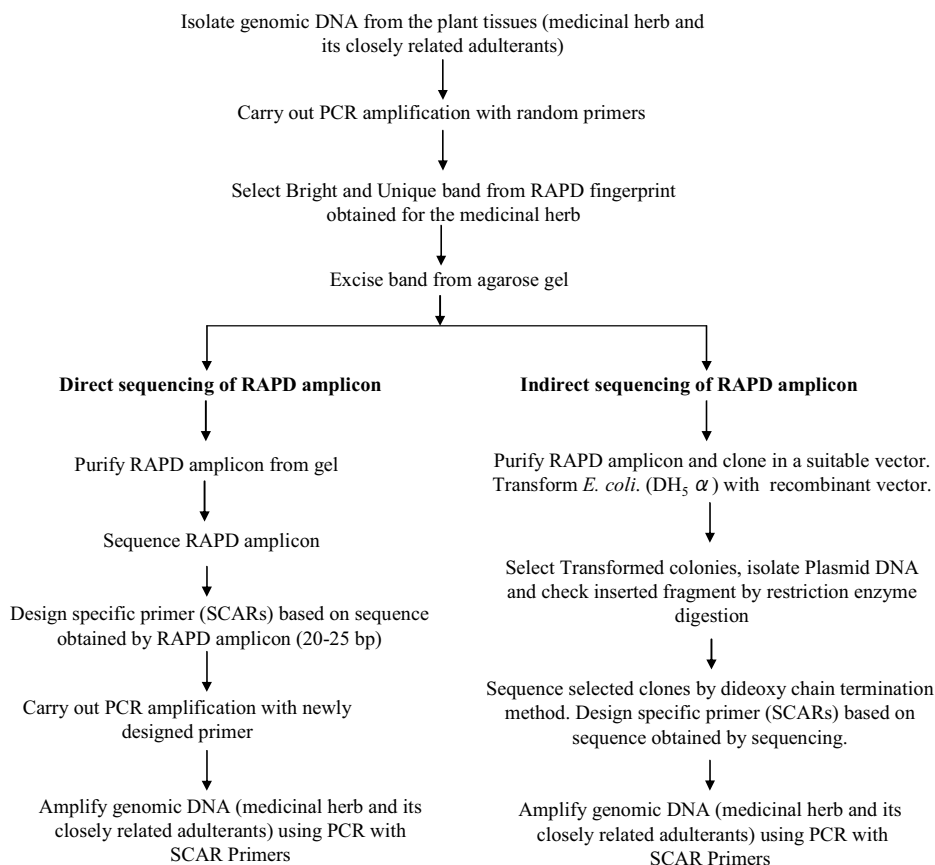 Isolate genomic DNA from the plant tissues (medicinal herb and
its closely related adulterants)
Carry out PCR amplification with random primers
Select Bright and Unique band from RAPD fingerprint
obtained for the medicinal herb
Excise band from agarose gel
Direct sequencing of RAPD amplicon
Purify RAPD amplicon from gel
Sequence RAPD amplicon
Design specific primer (SCARs) based on sequence
obtained by RAPD amplicon (20-25 bp)
Carry out PCR amplification with newly
designed primer
Amplify genomic DNA (medicinal herb and its
closely related adulterants) using PCR with
SCAR Primers
Indirect sequencing of RAPD amplicon
Purify RAPD amplicon and clone in a suitable vector.
Transform E. coli. (DH₅ α) with recombinant vector.
Select Transformed colonies, isolate Plasmid DNA
and check inserted fragment by restriction enzyme
digestion
Sequence selected clones by dideoxy chain termination
method. Design specific primer (SCARs) based on
sequence obtained by sequencing.
Amplify genomic DNA (medicinal herb and its
closely related adulterants) using PCR with
SCAR Primers